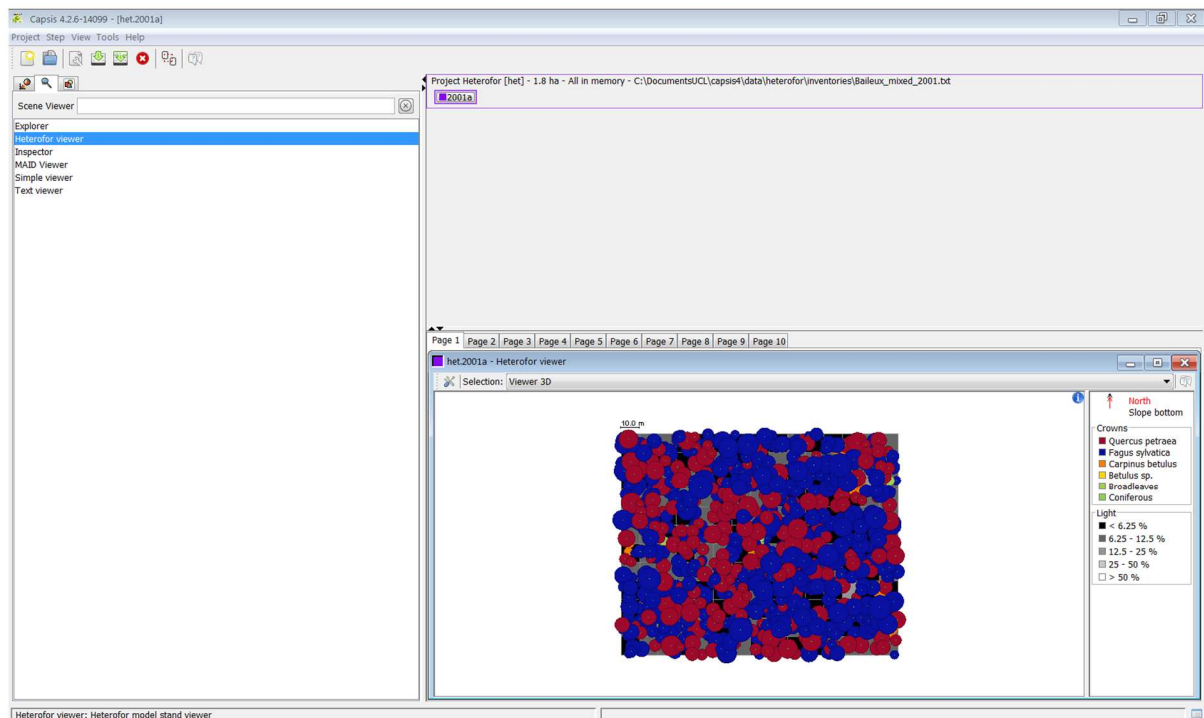 Capsis 4.2.6-14099 - [het.2001a]
Project Step View Tools Help
Project Heterofor [het] - 1.8 ha - All in memory - C:\DocumentsUCL\capsis4\data\heterofor\inventories\Baileux_mixed_2001.txt
2001a
Scene Viewer
Explorer
Heterofor viewer
Inspector
MAID Viewer
Simple viewer
Text viewer
Page 1 Page 2 Page 3 Page 4 Page 5 Page 6 Page 7 Page 8 Page 9 Page 10
het.2001a - Heterofor viewer
Selection: Viewer 3D
10.0 m
North
Slope bottom
Crowns
Quercus petraea
Fagus sylvatica
Carpinus betulus
Betulus sp.
Broadleaves
Coniferous
Light
< 6.25 %
6.25 - 12.5 %
12.5 - 25 %
25 - 50 %
> 50 %
Heterofor viewer: Heterofor model stand viewer